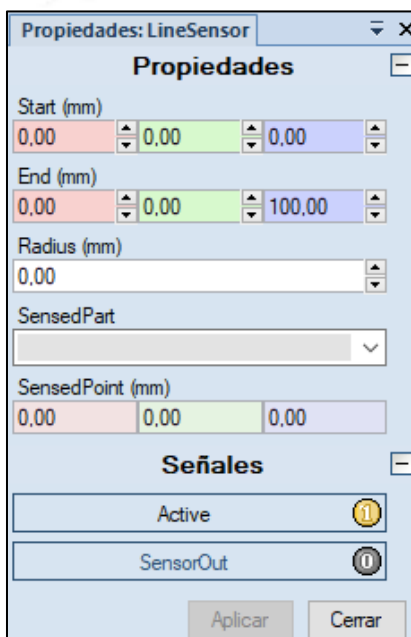 Propiedades: LineSensor
Propiedades
Start (mm)
0,00 0,00 0,00
End (mm)
0,00 0,00 100,00
Radius (mm)
0,00
SensedPart
SensedPoint (mm)
0,00 0,00 0,00
Señales
Active 1
SensorOut 0
Aplicar Cerrar